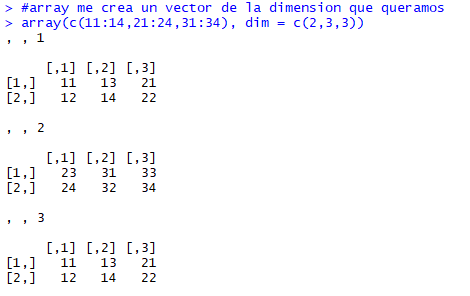 > #array me crea un vector de la dimension que queramos
> array(c(11:14,21:24,31:34), dim = c(2,3,3))
, , 1
     [,1] [,2] [,3]
[1,]   11   13   21
[2,]   12   14   22
, , 2
     [,1] [,2] [,3]
[1,]   23   31   33
[2,]   24   32   34
, , 3
     [,1] [,2] [,3]
[1,]   11   13   21
[2,]   12   14   22